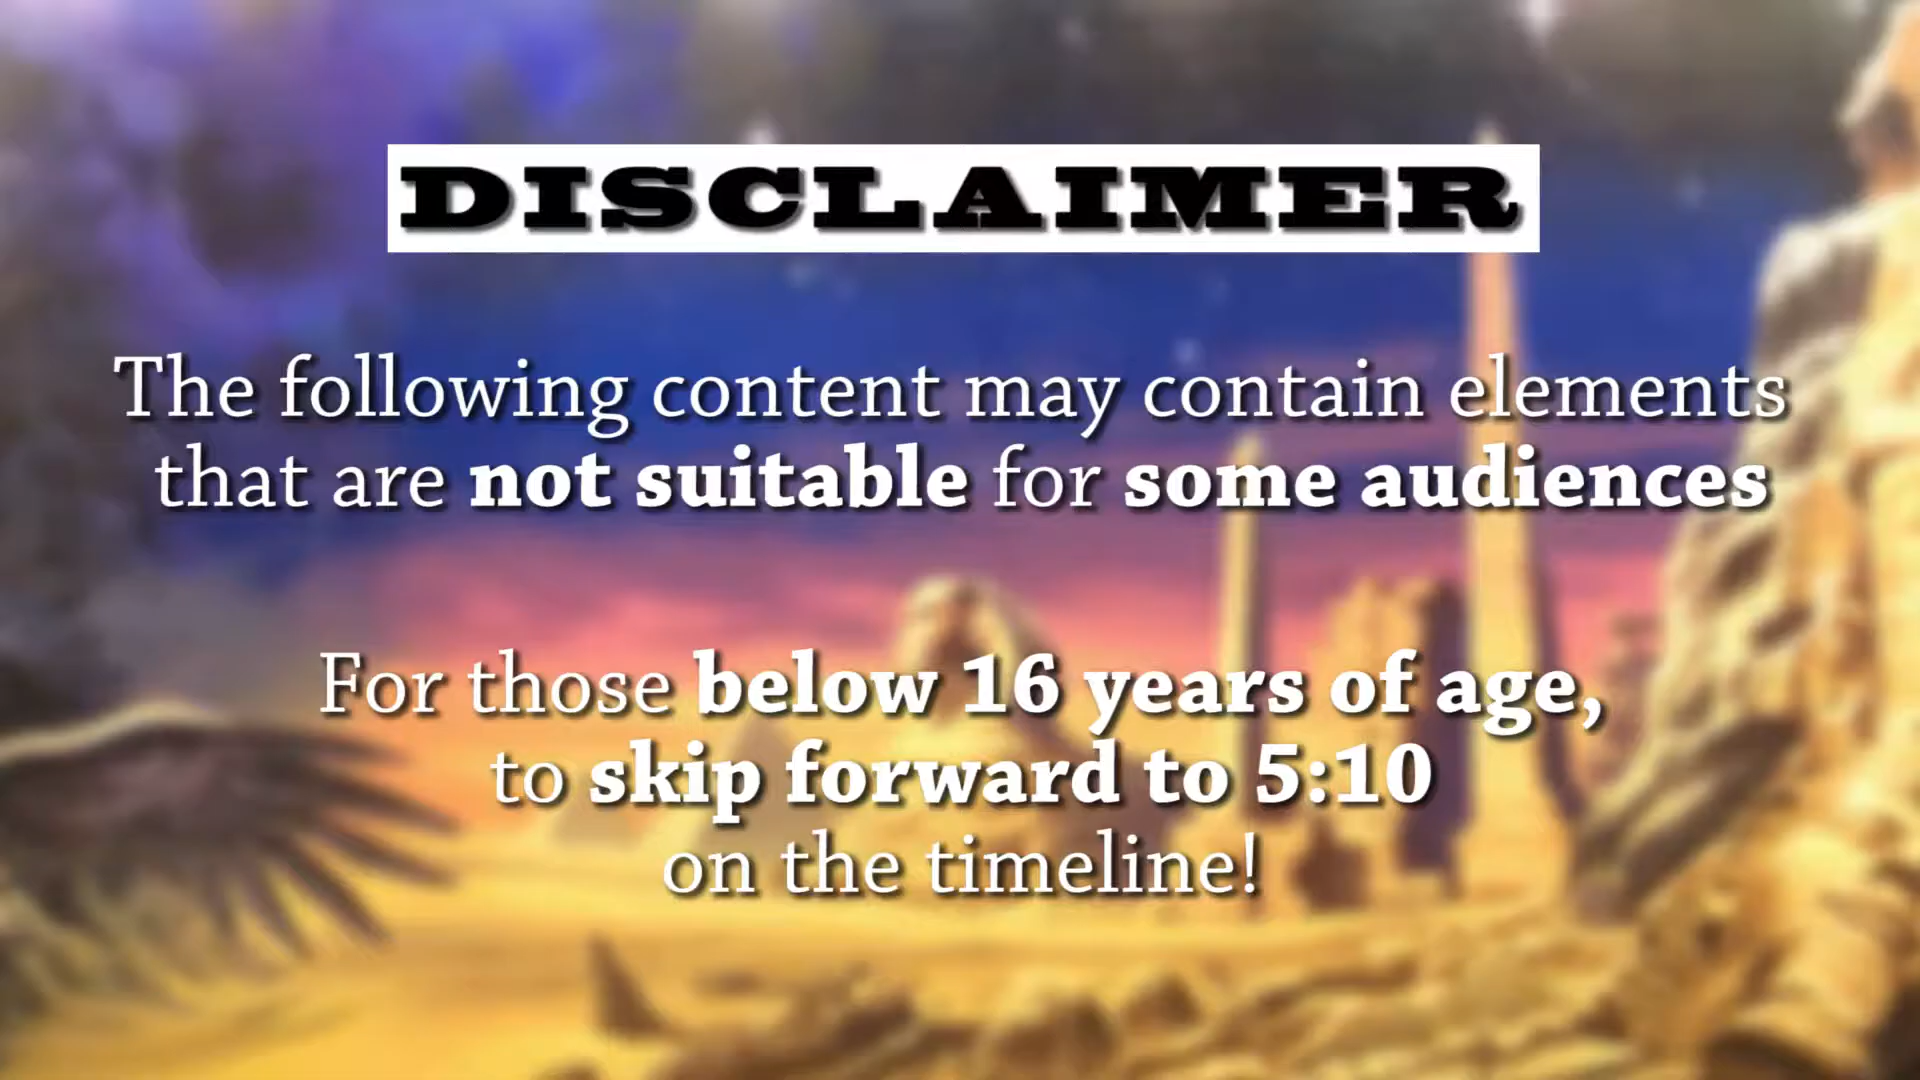 DISCLAIMER
The following content may contain elements
that are not suitable for some audiences
For those below 16 years of age,
to skip forward to 5:10
on the timeline!